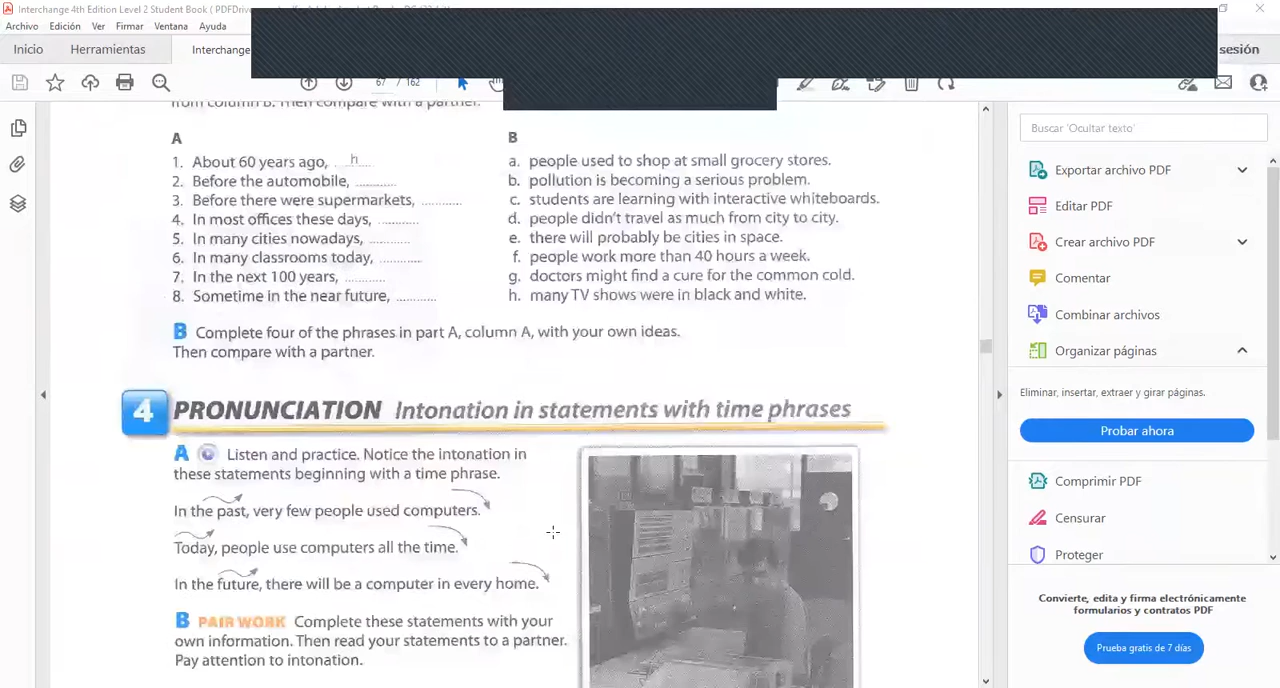 Interchange 4th Edition Level 2 Student Book ( PDFDriv
Archivo Edición Ver Firmar Ventana Ayuda
Inicio Herramientas Interchange sesión
67 / 162
from column B. Then compare with a partner.
A
1. About 60 years ago, ....h....
2. Before the automobile, ............
3. Before there were supermarkets, ............
4. In most offices these days, ............
5. In many cities nowadays, ............
6. In many classrooms today, ............
7. In the next 100 years, ............
8. Sometime in the near future, ............
B
a. people used to shop at small grocery stores.
b. pollution is becoming a serious problem.
c. students are learning with interactive whiteboards.
d. people didn't travel as much from city to city.
e. there will probably be cities in space.
f. people work more than 40 hours a week.
g. doctors might find a cure for the common cold.
h. many TV shows were in black and white.
B Complete four of the phrases in part A, column A, with your own ideas.
Then compare with a partner.
4 PRONUNCIATION Intonation in statements with time phrases
A Listen and practice. Notice the intonation in
these statements beginning with a time phrase.
In the past, very few people used computers.
Today, people use computers all the time.
In the future, there will be a computer in every home.
B PAIR WORK Complete these statements with your
own information. Then read your statements to a partner.
Pay attention to intonation.
Buscar 'Ocultar texto'
Exportar archivo PDF
Editar PDF
Crear archivo PDF
Comentar
Combinar archivos
Organizar páginas
Eliminar, insertar, extraer y girar páginas.
Probar ahora
Comprimir PDF
Censurar
Proteger
Convierte, edita y firma electrónicamente
formularios y contratos PDF
Prueba gratis de 7 días